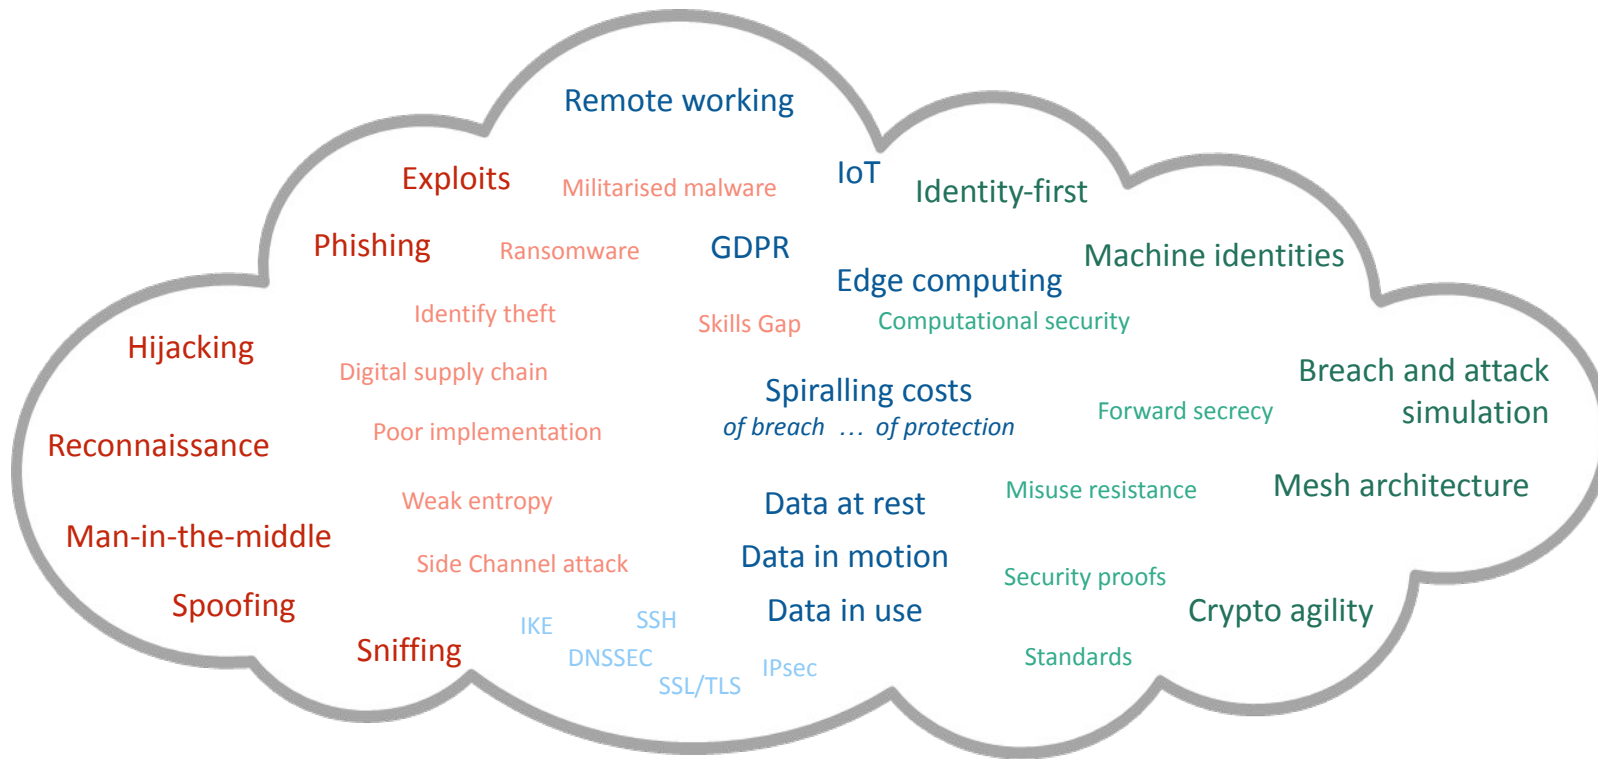 Remote working
Exploits
Militarised malware
IoT
Identity-first
Phishing
Ransomware
GDPR
Machine identities
Edge computing
Identify theft
Skills Gap
Computational security
Hijacking
Digital supply chain
Spiralling costs
of breach ... of protection
Breach and attack
simulation
Forward secrecy
Reconnaissance
Poor implementation
Weak entropy
Data at rest
Misuse resistance
Mesh architecture
Man-in-the-middle
Side Channel attack
Data in motion
Security proofs
Spoofing
IKE
SSH
Data in use
Crypto agility
Sniffing
DNSSEC
SSL/TLS
IPsec
Standards